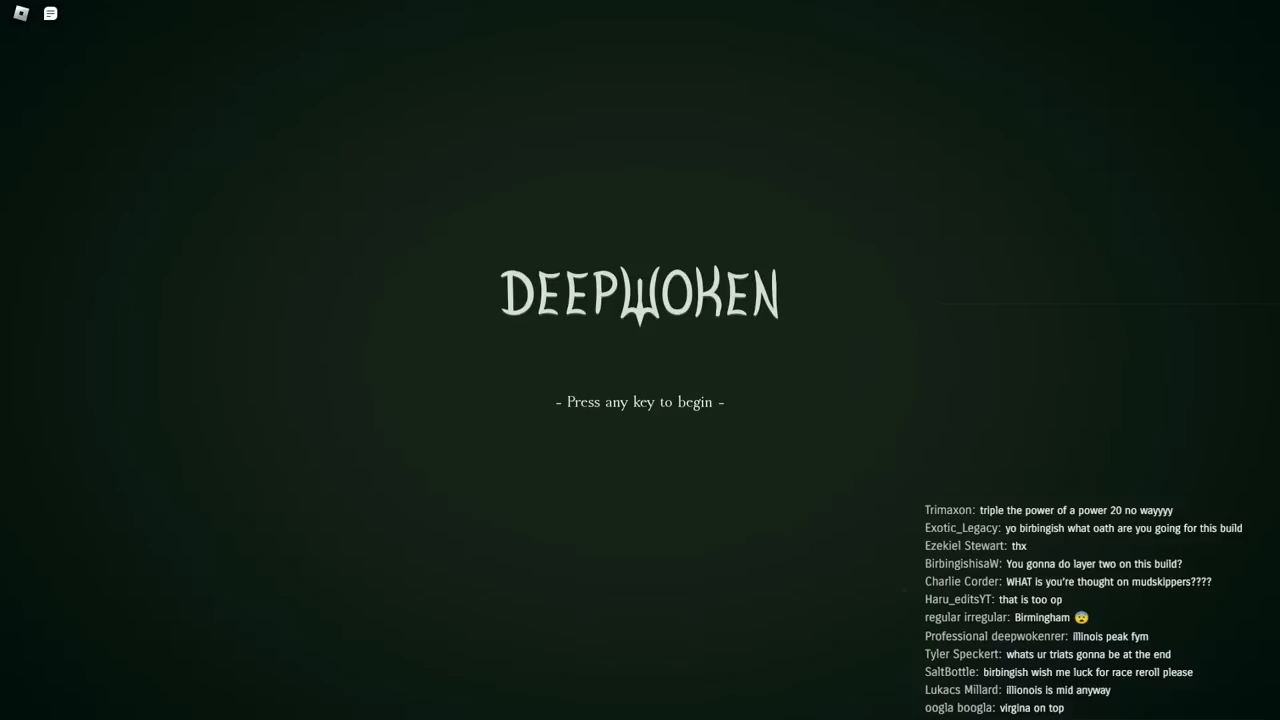 DEEPWOKEN
- Press any key to begin -
Trimaxon: triple the power of a power 20 no wayyyy
Exotic_Legacy: yo birbingish what oath are you going for this build
Ezekiel Stewart: thx
BirbingishisaW: You gonna do layer two on this build?
Charlie Corder: WHAT is you're thought on mudskippers????
Haru_editsYT: that is too op
regular irregular: Birmingham 😨
Professional deepwokenrer: illinois peak fym
Tyler Speckert: whats ur triats gonna be at the end
SaltBottle: birbingish wish me luck for race reroll please
Lukacs Millard: illionois is mid anyway
oogla boogla: virgina on top